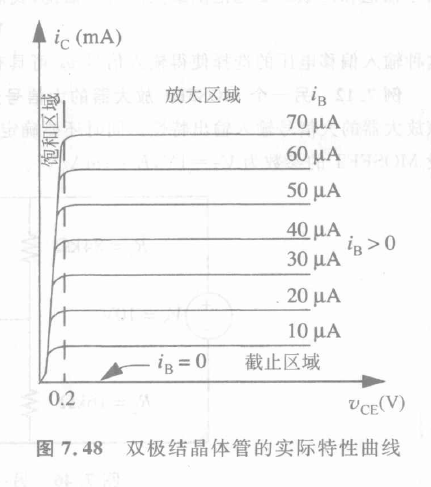 i_C (mA)
放大区域
i_B
饱和区域
70 μA
60 μA
50 μA
40 μA
i_B > 0
30 μA
20 μA
10 μA
i_B = 0
截止区域
0.2
v_CE(V)
图 7.48 双极结晶体管的实际特性曲线